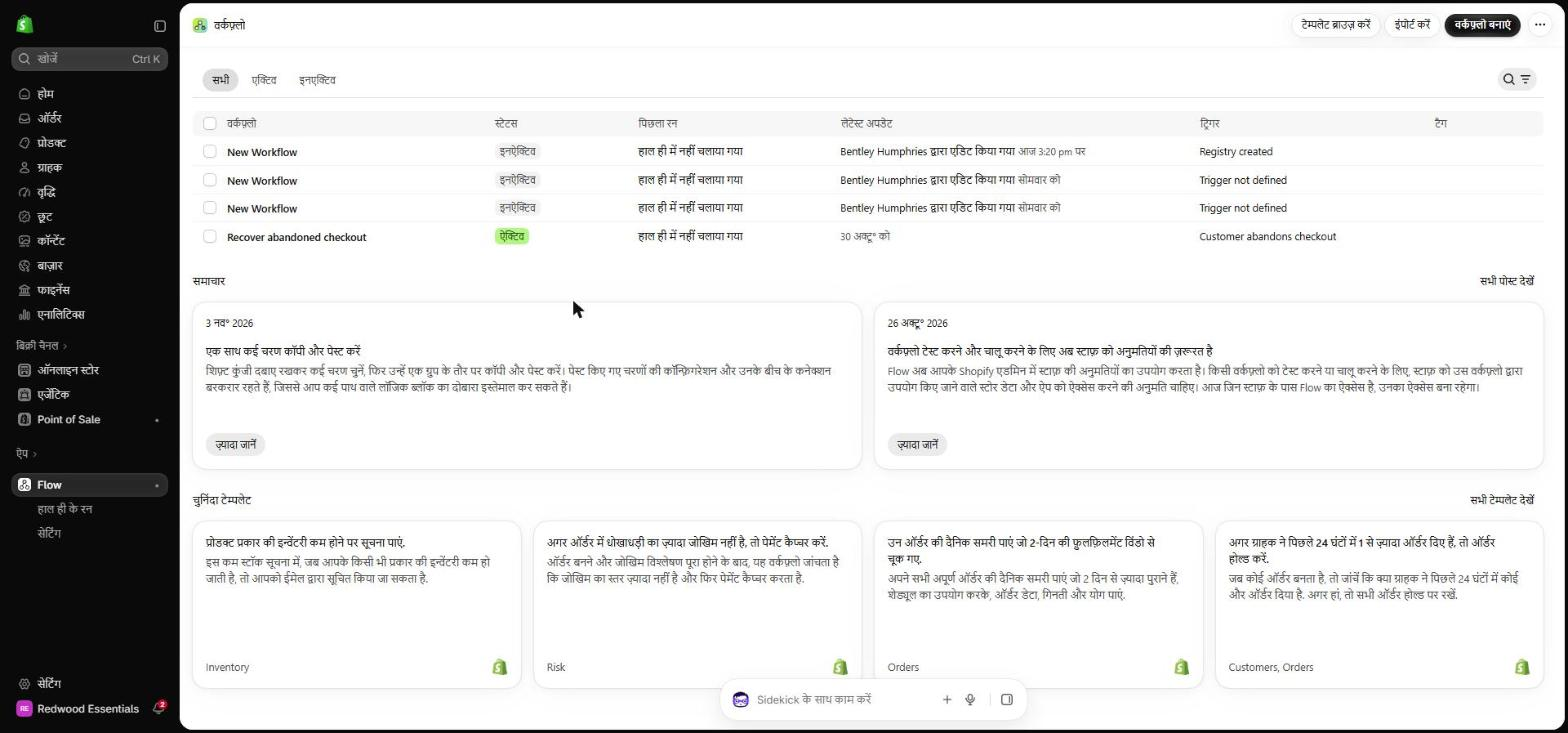 वर्कफ़्लो
टेम्पलेट ब्राउज़ करें
इंपोर्ट करें
वर्कफ़्लो बनाएं
खोजें
Ctrl K
होम
ऑर्डर
प्रोडक्ट
ग्राहक
वृद्धि
छूट
कॉन्टेंट
बाज़ार
फाइनेंस
एनालिटिक्स
बिक्री चैनल
ऑनलाइन स्टोर
एजेंटिक
Point of Sale
ऐप
Flow
हाल ही के रन
सेटिंग
सेटिंग
RE
Redwood Essentials
2
सभी
एक्टिव
इनएक्टिव
वर्कफ़्लो स्टेटस पिछला रन लेटेस्ट अपडेट ट्रिगर टैग
New Workflow इनऐक्टिव हाल ही में नहीं चलाया गया Bentley Humphries द्वारा एडिट किया गया आज 3:20 pm पर Registry created
New Workflow इनऐक्टिव हाल ही में नहीं चलाया गया Bentley Humphries द्वारा एडिट किया गया सोमवार को Trigger not defined
New Workflow इनऐक्टिव हाल ही में नहीं चलाया गया Bentley Humphries द्वारा एडिट किया गया सोमवार को Trigger not defined
Recover abandoned checkout ऐक्टिव हाल ही में नहीं चलाया गया 30 अक्टू॰ को Customer abandons checkout
समाचार
सभी पोस्ट देखें
3 नव॰ 2026
एक साथ कई चरण कॉपी और पेस्ट करें
शिफ़्ट कुंजी दबाए रखकर कई चरण चुनें, फिर उन्हें एक ग्रुप के तौर पर कॉपी और पेस्ट करें। पेस्ट किए गए चरणों की कॉन्फ़िगरेशन और उनके बीच के कनेक्शन
बरकरार रहते हैं, जिससे आप कई पाथ वाले लॉजिक ब्लॉक का दोबारा इस्तेमाल कर सकते हैं।
ज़्यादा जानें
26 अक्टू॰ 2026
वर्कफ़्लो टेस्ट करने और चालू करने के लिए अब स्टाफ़ को अनुमतियों की ज़रूरत है
Flow अब आपके Shopify एडमिन में स्टाफ़ की अनुमतियों का उपयोग करता है। किसी वर्कफ़्लो को टेस्ट करने या चालू करने के लिए, स्टाफ़ को उस वर्कफ़्लो द्वारा
उपयोग किए जाने वाले स्टोर डेटा और ऐप को ऐक्सेस करने की अनुमति चाहिए। आज जिन स्टाफ़ के पास Flow का ऐक्सेस है, उनका ऐक्सेस बना रहेगा।
ज़्यादा जानें
चुनिंदा टेम्पलेट
सभी टेम्पलेट देखें
प्रोडक्ट प्रकार की इन्वेंटरी कम होने पर सूचना पाएं.
इस कम स्टॉक सूचना में, जब आपके किसी भी प्रकार की इन्वेंटरी कम हो
जाती है, तो आपको ईमेल द्वारा सूचित किया जा सकता है.
Inventory
अगर ऑर्डर में धोखाधड़ी का ज़्यादा जोखिम नहीं है, तो पेमेंट कैप्चर करें.
ऑर्डर बनने और जोखिम विश्लेषण पूरा होने के बाद, यह वर्कफ़्लो जांचता है
कि जोखिम का स्तर ज़्यादा नहीं है और फिर पेमेंट कैप्चर करता है.
Risk
उन ऑर्डर की दैनिक समरी पाएं जो 2-दिन की फ़ुलफ़िलमेंट विंडो से
चूक गए.
अपने सभी अपूर्ण ऑर्डर की दैनिक समरी पाएं जो 2 दिन से ज़्यादा पुराने हैं,
शेड्यूल का उपयोग करके, ऑर्डर डेटा, गिनती और योग पाएं.
Orders
अगर ग्राहक ने पिछले 24 घंटों में 1 से ज़्यादा ऑर्डर दिए हैं, तो ऑर्डर
होल्ड करें.
जब कोई ऑर्डर बनता है, तो जांचें कि क्या ग्राहक ने पिछले 24 घंटों में कोई
और ऑर्डर दिया है. अगर हां, तो सभी ऑर्डर होल्ड पर रखें.
Customers, Orders
Sidekick के साथ काम करें